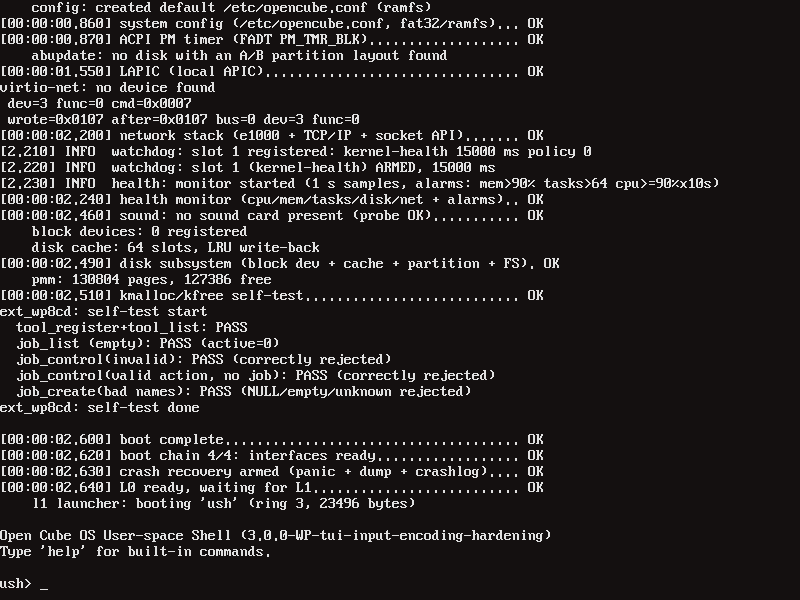 config: created default /etc/opencube.conf (ramfs)
[00:00:00.860] system config (/etc/opencube.conf, fat32/ramfs)... OK
[00:00:00.870] ACPI PM timer (FADT PM_TMR_BLK)................... OK
abupdate: no disk with an A/B partition layout found
[00:00:01.550] LAPIC (local APIC)................................ OK
virtio-net: no device found
dev=3 func=0 cmd=0x0007
wrote=0x0107 after=0x0107 bus=0 dev=3 func=0
[00:00:02.200] network stack (e1000 + TCP/IP + socket API)....... OK
[2.210] INFO  watchdog: slot 1 registered: kernel-health 15000 ms policy 0
[2.220] INFO  watchdog: slot 1 (kernel-health) ARMED, 15000 ms
[2.230] INFO  health: monitor started (1 s samples, alarms: mem>90% tasks>64 cpu>=90%x10s)
[00:00:02.240] health monitor (cpu/mem/tasks/disk/net + alarms).. OK
[00:00:02.460] sound: no sound card present (probe OK)........... OK
block devices: 0 registered
disk cache: 64 slots, LRU write-back
[00:00:02.490] disk subsystem (block dev + cache + partition + FS). OK
pmm: 130804 pages, 127386 free
[00:00:02.510] kmalloc/kfree self-test........................... OK
ext_wp8cd: self-test start
tool_register+tool_list: PASS
job_list (empty): PASS (active=0)
job_control(invalid): PASS (correctly rejected)
job_control(valid action, no job): PASS (correctly rejected)
job_create(bad names): PASS (NULL/empty/unknown rejected)
ext_wp8cd: self-test done
[00:00:02.600] boot complete..................................... OK
[00:00:02.620] boot chain 4/4: interfaces ready.................. OK
[00:00:02.630] crash recovery armed (panic + dump + crashlog).... OK
[00:00:02.640] L0 ready, waiting for L1.......................... OK
l1 launcher: booting 'ush' (ring 3, 23496 bytes)
Open Cube OS User-space Shell (3.0.0-WP-tui-input-encoding-hardening)
Type 'help' for built-in commands.
ush> _